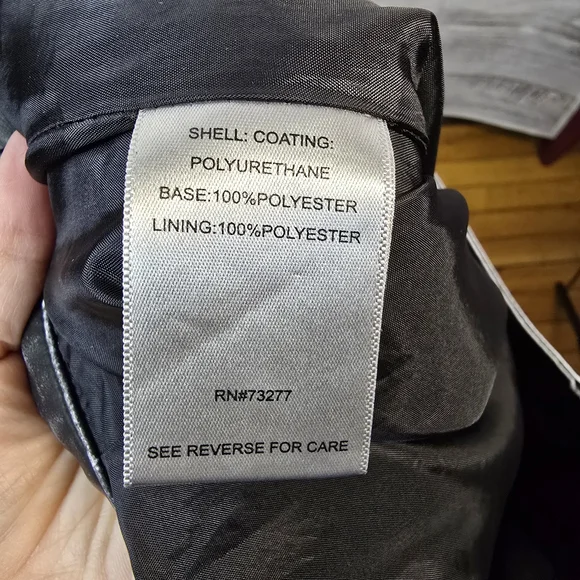 SHELL: COATING:
POLYURETHANE
BASE:100%POLYESTER
LINING:100%POLYESTER
RN#73277
SEE REVERSE FOR CARE